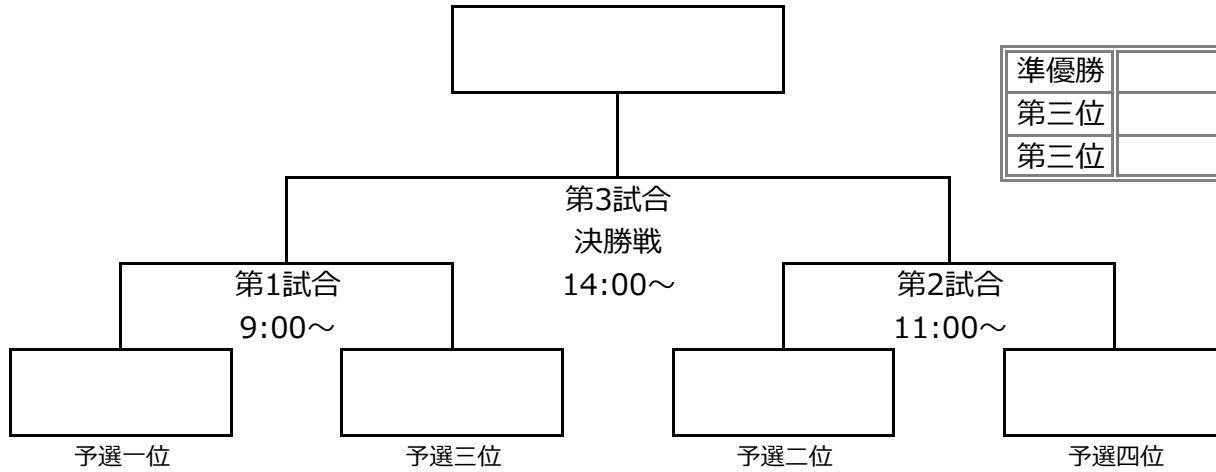 準優勝
第三位
第三位
第3試合
決勝戦
14:00～
第1試合
9:00～
第2試合
11:00～
予選一位
予選三位
予選二位
予選四位